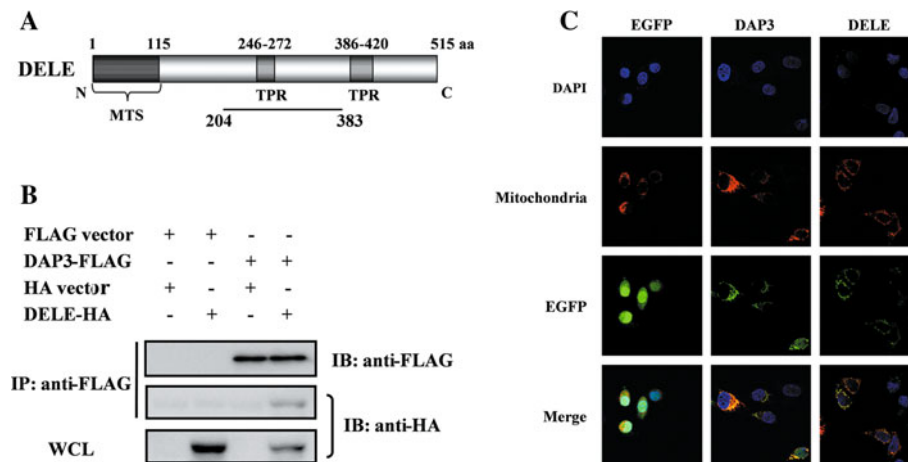 A
1 115 246-272 386-420 515 aa
DELE
N TPR TPR C
MTS
204 383
B
FLAG vector + + - -
DAP3-FLAG - - + +
HA vector + - + -
DELE-HA - + - +
IP: anti-FLAG
IB: anti-FLAG
IB: anti-HA
WCL
C
EGFP DAP3 DELE
DAPI
Mitochondria
EGFP
Merge